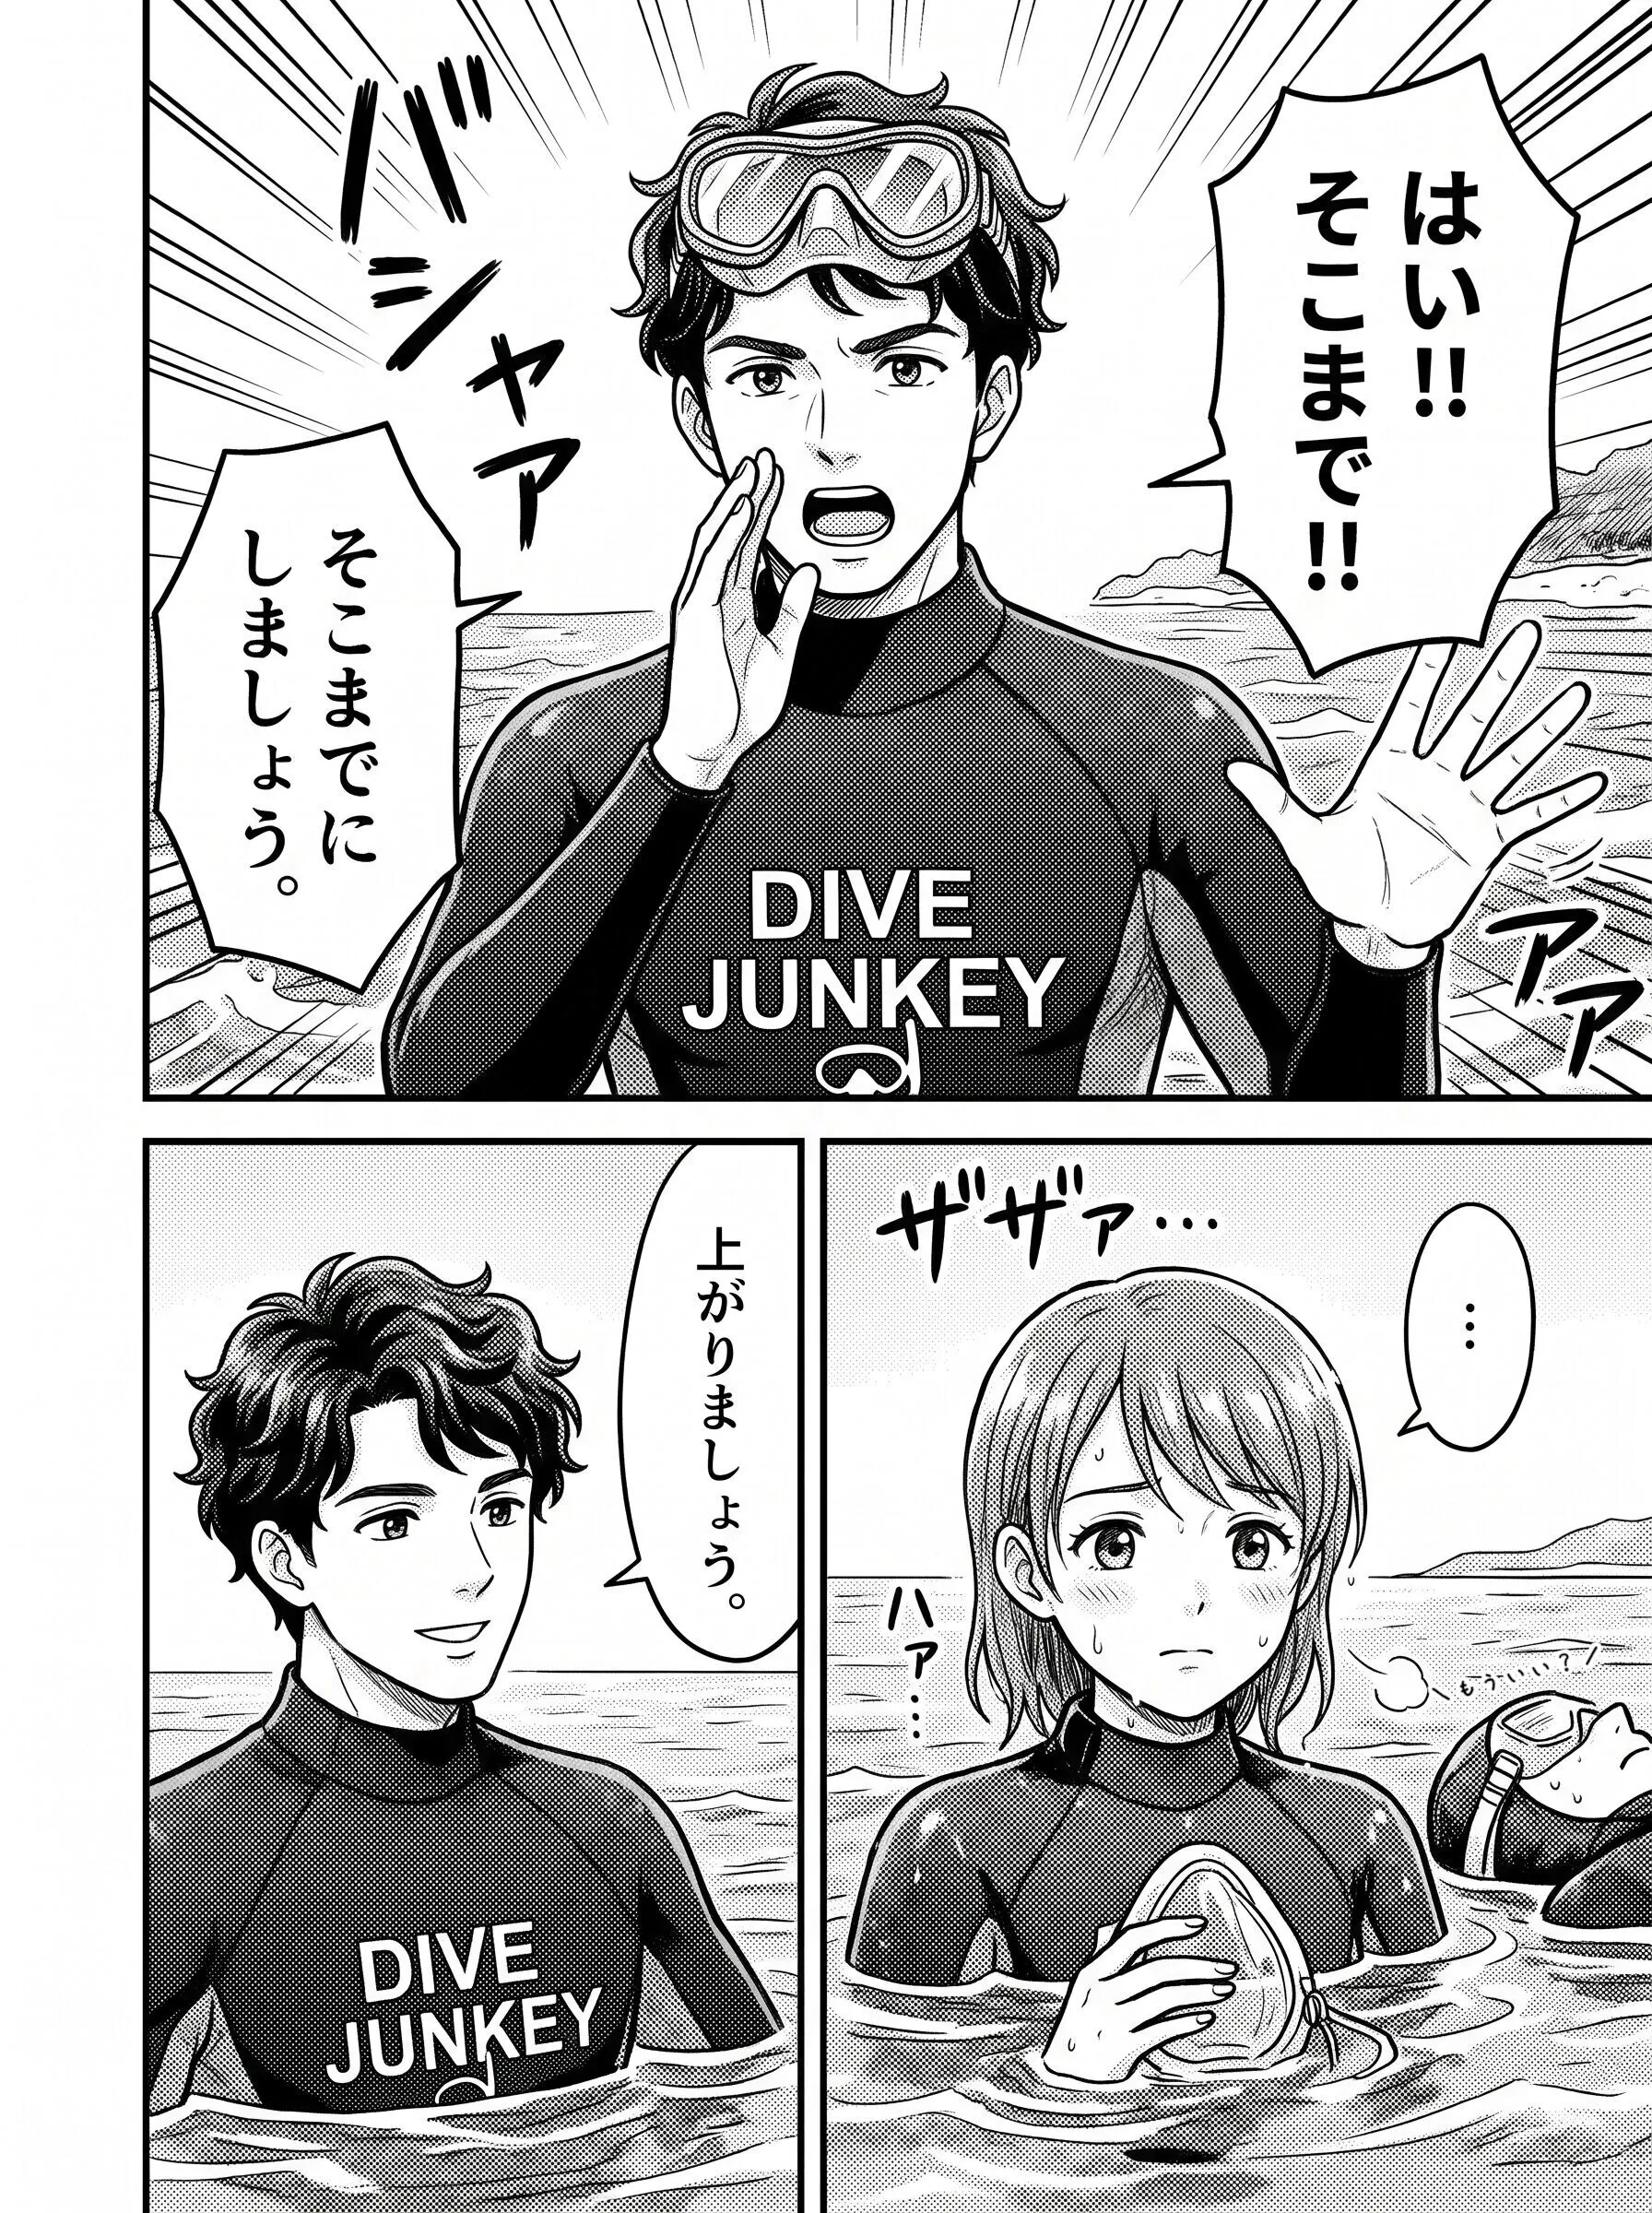 はい!!
そこまで!!
バシャァ
そこまでに
しましょう。
アァ
DIVE
JUNKEY
ザザァ…
…
ハァ…
もういい?
上がりましょう。
DIVE
JUNKEY